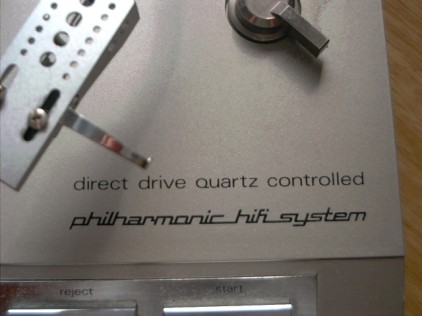 direct drive quartz controlled
philharmonic hifi system
reject start